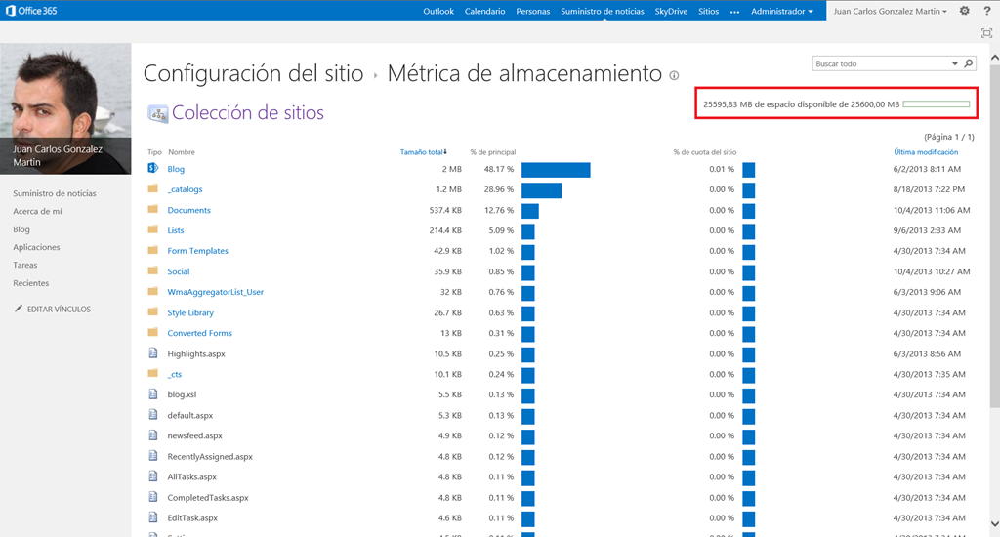 Office 365
Outlook Calendario Personas Suministro de noticias SkyDrive Sitios ••• Administrador Juan Carlos Gonzalez Martin ?
Configuración del sitio › Métrica de almacenamiento
Buscar todo
Colección de sitios
25595,83 MB de espacio disponible de 25600,00 MB
(Página 1 / 1)
Juan Carlos Gonzalez
Martin
Suministro de noticias
Acerca de mí
Blog
Aplicaciones
Tareas
Recientes
EDITAR VÍNCULOS
Tipo Nombre Tamaño total % de principal % de cuota del sitio Última modificación
Blog 2 MB 48.17 % 0.01 % 6/2/2013 8:11 AM
_catalogs 1.2 MB 28.96 % 0.00 % 8/18/2013 7:22 PM
Documents 537.4 KB 12.76 % 0.00 % 10/4/2013 11:06 AM
Lists 214.4 KB 5.09 % 0.00 % 9/6/2013 2:33 AM
Form Templates 42.9 KB 1.02 % 0.00 % 4/30/2013 7:34 AM
Social 35.9 KB 0.85 % 0.00 % 10/4/2013 10:27 AM
WmaAggregatorList_User 32 KB 0.76 % 0.00 % 6/3/2013 9:06 AM
Style Library 26.7 KB 0.63 % 0.00 % 4/30/2013 7:34 AM
Converted Forms 13 KB 0.31 % 0.00 % 4/30/2013 7:34 AM
Highlights.aspx 10.5 KB 0.25 % 0.00 % 6/3/2013 8:56 AM
_cts 10.1 KB 0.24 % 0.00 % 4/30/2013 7:35 AM
blog.xsl 5.5 KB 0.13 % 0.00 % 4/30/2013 7:34 AM
default.aspx 5.3 KB 0.13 % 0.00 % 4/30/2013 7:34 AM
newsfeed.aspx 4.9 KB 0.12 % 0.00 % 4/30/2013 7:34 AM
RecentlyAssigned.aspx 4.8 KB 0.12 % 0.00 % 4/30/2013 7:34 AM
AllTasks.aspx 4.8 KB 0.11 % 0.00 % 4/30/2013 7:34 AM
CompletedTasks.aspx 4.8 KB 0.11 % 0.00 % 4/30/2013 7:34 AM
EditTask.aspx 4.6 KB 0.11 % 0.00 % 4/30/2013 7:34 AM